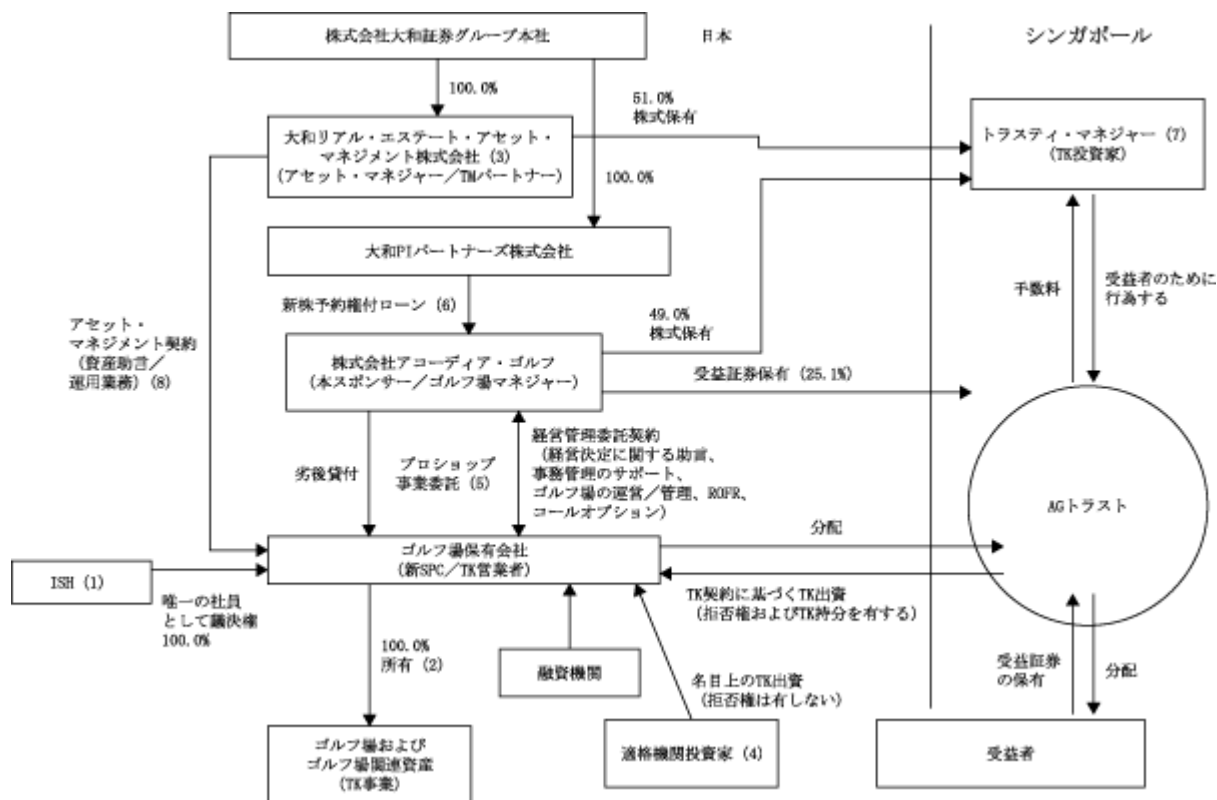 株式会社大和証券グループ本社
日本
シンガポール
100.0%
51.0%
株式保有
大和リアル・エステート・アセット・
マネジメント株式会社 (3)
(アセット・マネジャー／TMパートナー)
トラスティ・マネジャー (7)
(TK投資家)
100.0%
大和PIパートナーズ株式会社
手数料
受益者のために
行為する
新株予約権付ローン (6)
49.0%
株式保有
アセット・
マネジメント契約
(資産助言／
運用業務) (8)
株式会社アコーディア・ゴルフ
(本スポンサー／ゴルフ場マネジャー)
受益証券保有 (25.1%)
劣後貸付
プロショップ
事業委託 (5)
経営管理委託契約
(経営決定に関する助言、
事務管理のサポート、
ゴルフ場の運営／管理、ROFR、
コールオプション)
AGトラスト
分配
ゴルフ場保有会社
(新SPC／TK営業者)
ISH (1)
唯一の社員
として議決権
100.0%
TK契約に基づくTK出資
(拒否権およびTK持分を有する)
100.0%
所有 (2)
融資機関
名目上のTK出資
(拒否権は有しない)
受益証券
の保有
分配
ゴルフ場および
ゴルフ場関連資産
(TK事業)
適格機関投資家 (4)
受益者